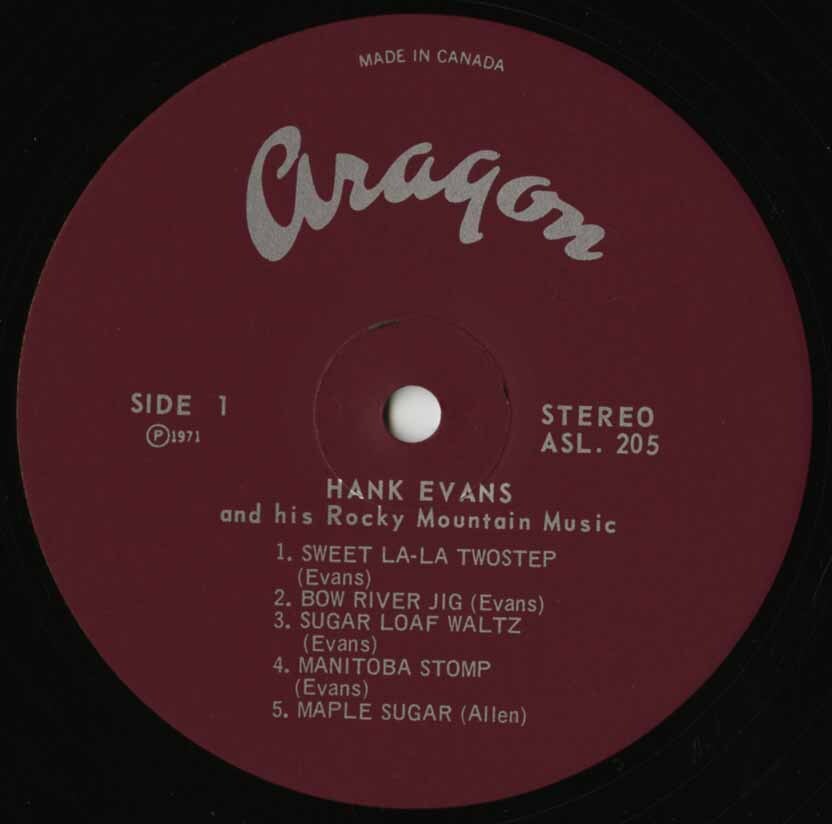 MADE IN CANADA
Aragon
SIDE 1
Ⓟ1971
STEREO
ASL. 205
HANK EVANS
and his Rocky Mountain Music
1. SWEET LA-LA TWOSTEP
(Evans)
2. BOW RIVER JIG (Evans)
3. SUGAR LOAF WALTZ
(Evans)
4. MANITOBA STOMP
(Evans)
5. MAPLE SUGAR (Allen)